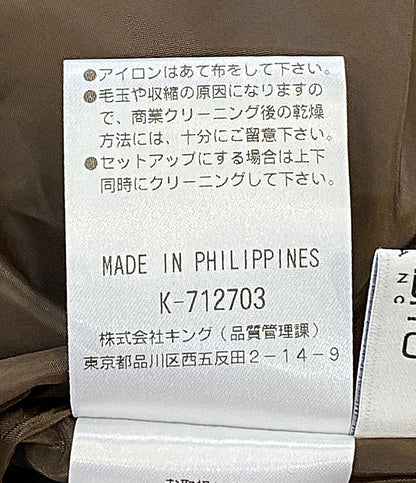 ●アイロンはあて布をして下さい。
●毛玉や収縮の原因になりますの
で、商業クリーニング後の乾燥
方法には、十分にご留意下さい。
●セットアップにする場合は上下
同時にクリーニングして下さい。
MADE IN PHILIPPINES
K-712703
株式会社キング(品質管理課)
東京都品川区西五反田2-14-9